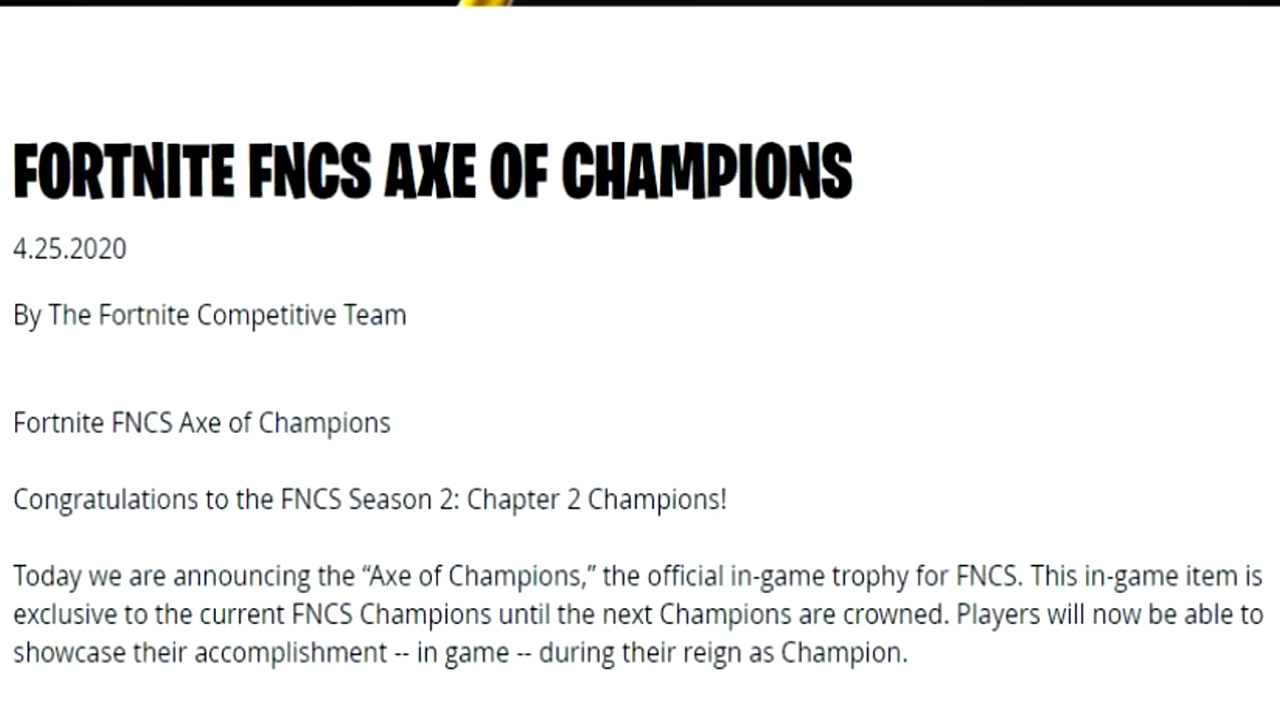 FORTNITE FNCS AXE OF CHAMPIONS
4.25.2020
By The Fortnite Competitive Team
Fortnite FNCS Axe of Champions
Congratulations to the FNCS Season 2: Chapter 2 Champions!
Today we are announcing the “Axe of Champions,” the official in-game trophy for FNCS. This in-game item is
exclusive to the current FNCS Champions until the next Champions are crowned. Players will now be able to
showcase their accomplishment -- in game -- during their reign as Champion.